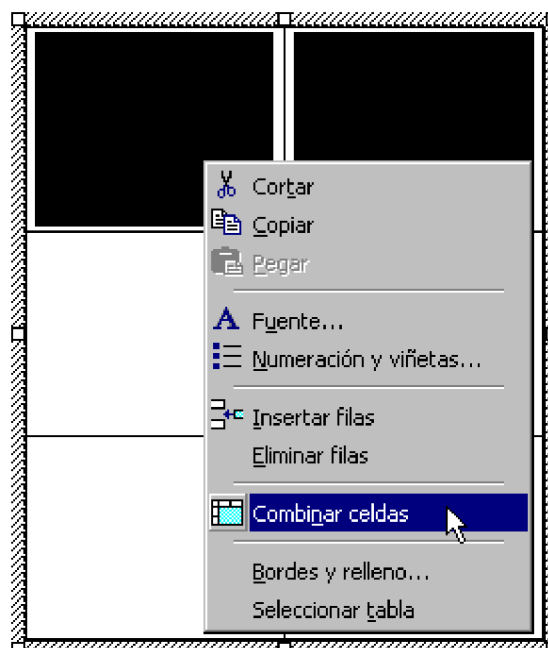 Cortar
Copiar
Pegar
Fuente...
Numeración y viñetas...
Insertar filas
Eliminar filas
Combinar celdas
Bordes y relleno...
Seleccionar tabla